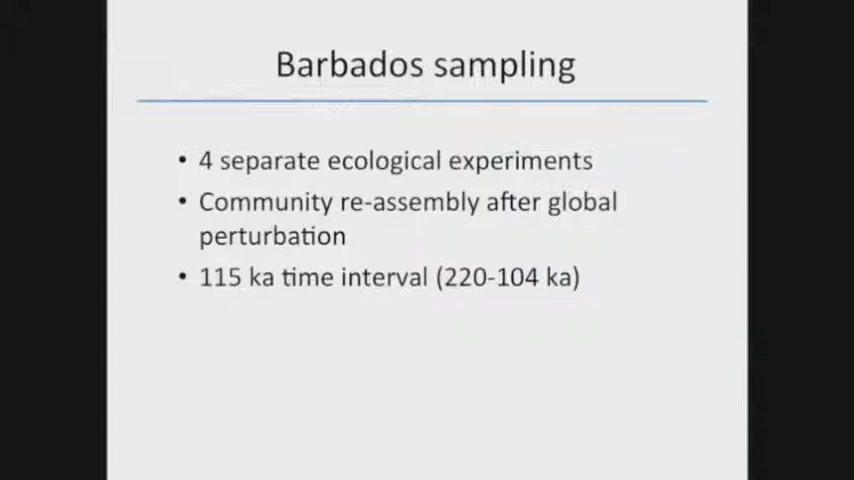 Barbados sampling
• 4 separate ecological experiments
• Community re-assembly after global
perturbation
• 115 ka time interval (220-104 ka)